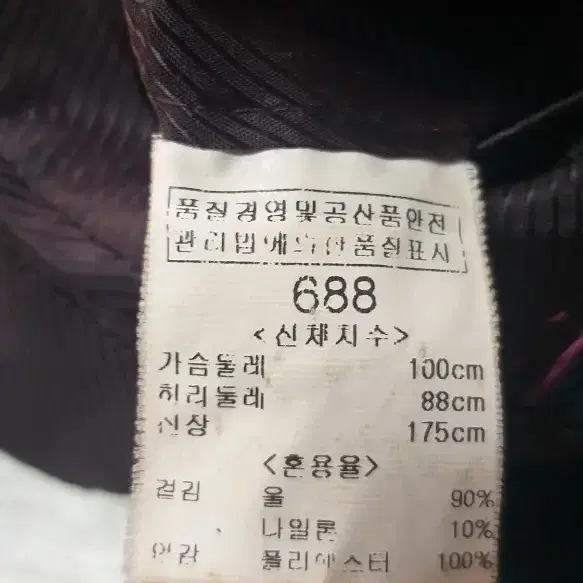 품질경영및공산품안전
관리법에의한품질표시
688
<신체치수>
가슴둘레 100cm
허리둘레 88cm
신장 175cm
<혼용율>
겉감 울 90%
나일론 10%
안감 폴리에스터 100%